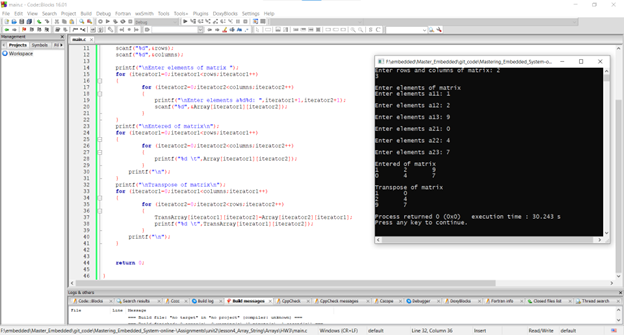 main.c - Code::Blocks 16.01
File Edit View Search Project Build Debug Fortran wxSmith Tools Tools+ Plugins DoxyBlocks Settings Help
Management
Projects Symbols
Workspace
main.c
11 scanf("%d",&rows);
12 scanf("%d",&columns);
13
14 printf("\nEnter elements of matrix ");
15 for (iterator1=0;iterator1<rows;iterator1++)
16 {
17 for (iterator2=0;iterator2<columns;iterator2++)
18 {
19 printf("\nEnter elements a%d%d: ",iterator1+1,iterator2+1);
20 scanf("%d",&Array[iterator1][iterator2]);
21 }
22 }
23 printf("\nEntered of matrix\n");
24 for (iterator1=0;iterator1<rows;iterator1++)
25 {
26 for (iterator2=0;iterator2<columns;iterator2++)
27 {
28 printf("%d \t",Array[iterator1][iterator2]);
29 }
30 printf("\n");
31 }
32 printf("\nTranspose of matrix\n");
33 for (iterator1=0;iterator1<columns;iterator1++)
34 {
35 for (iterator2=0;iterator2<rows;iterator2++)
36 {
37 TransArray[iterator1][iterator2]=Array[iterator2][iterator1];
38 printf("%d \t",TransArray[iterator1][iterator2]);
39 }
40 printf("\n");
41 }
42
43
44 return 0;
45
46 }
F:\embedded\Master_Embedded\git_code\Mastering_Embedded_System-o...
Enter rows and columns of matrix: 2
3
Enter elements of matrix
Enter elements a11: 1
Enter elements a12: 2
Enter elements a13: 9
Enter elements a21: 0
Enter elements a22: 4
Enter elements a23: 7
Entered of matrix
1 2 9
0 4 7
Transpose of matrix
1 0
2 4
9 7
Process returned 0 (0x0) execution time : 30.243 s
Press any key to continue.
Logs & others
Code::Blocks Search results Cccc Build log Build messages CppCheck CppCheck messages Cscope Debugger DoxyBlocks Fortran info Closed files list Thread search
File Line Message
=== Build file: "no target" in "no project" (compiler: unknown) ===
F:\embedded\Master_Embedded\git_code\Mastering_Embedded_System-online-\Assignments\unit2\lesson4_Array_String\Arrays\HW3\main.c Windows (CR+LF) default Line 32, Column 36 Insert Read/Write default